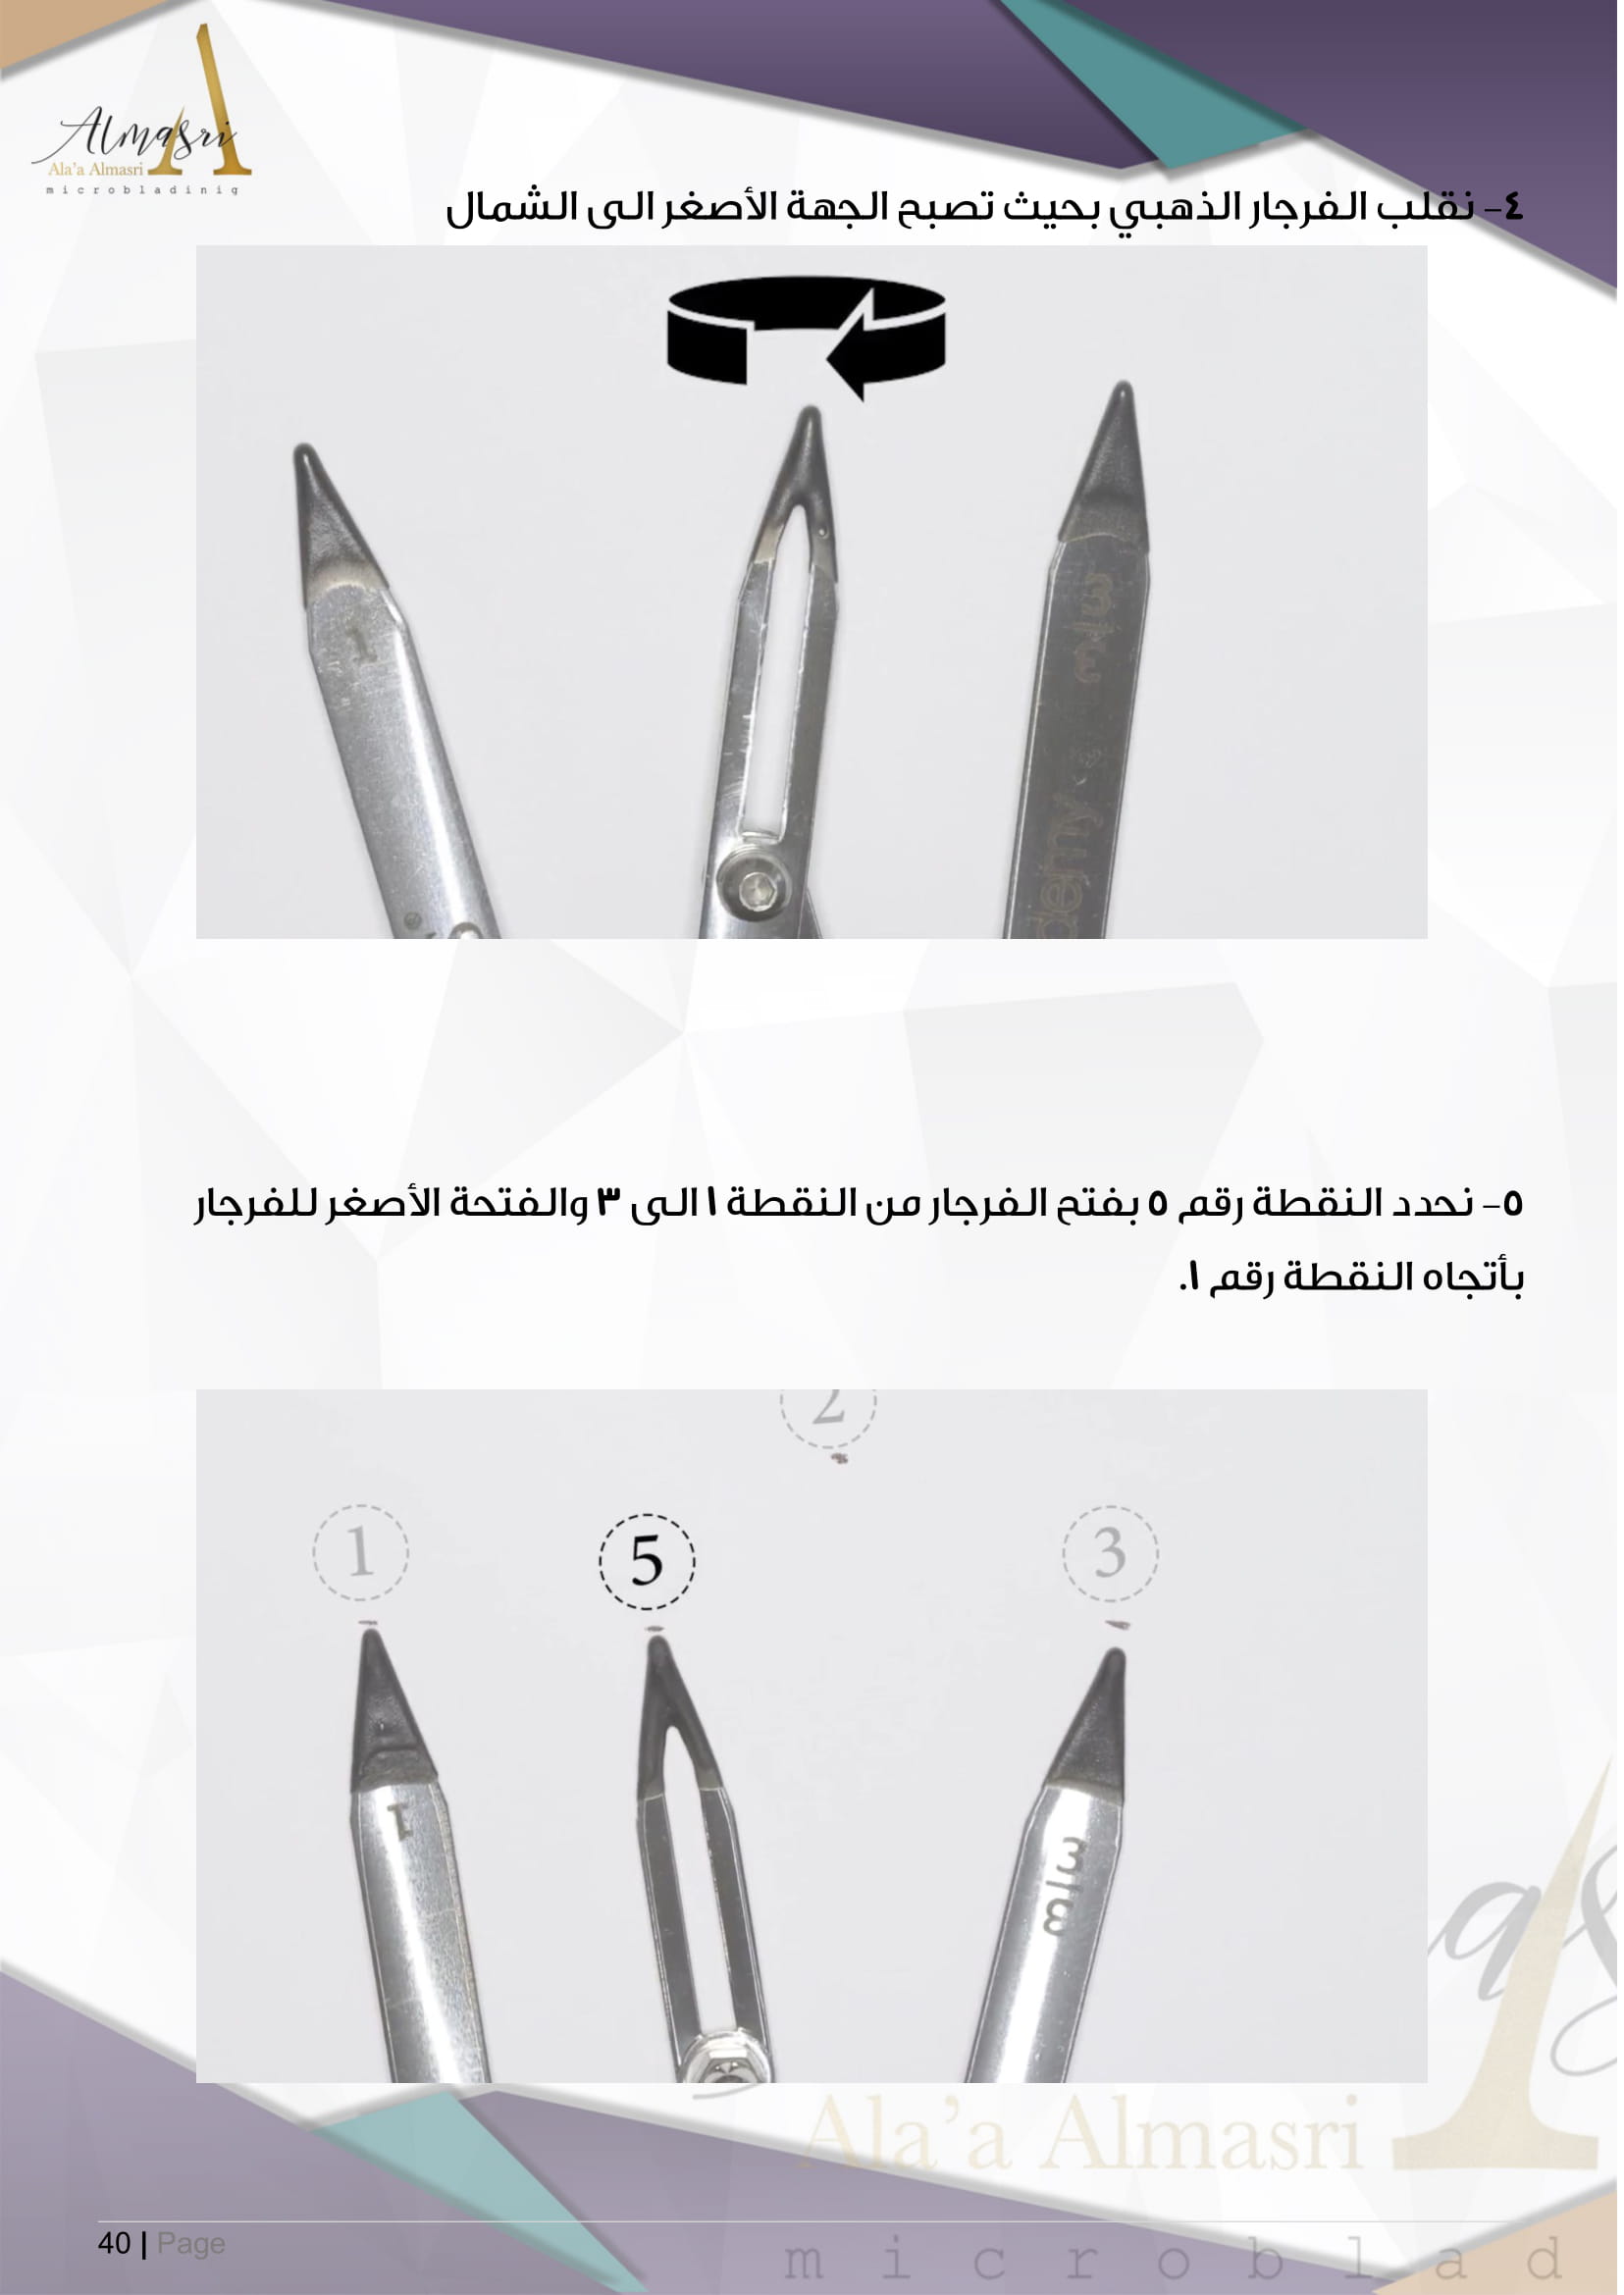 Almasri
Ala'a Almasri
microbladinig
٤- نقلب الفرجار الذهبي بحيث تصبح الجهة الأصغر الى الشمال
1
٥- نحدد النقطة رقم ٥ بفتح الفرجار من النقطة ١ الى ٣ والفتحة الأصغر للفرجار
بأتجاه النقطة رقم ١.
2
1
5
3
1
Ala'a Almasri
40 | Page
microblad